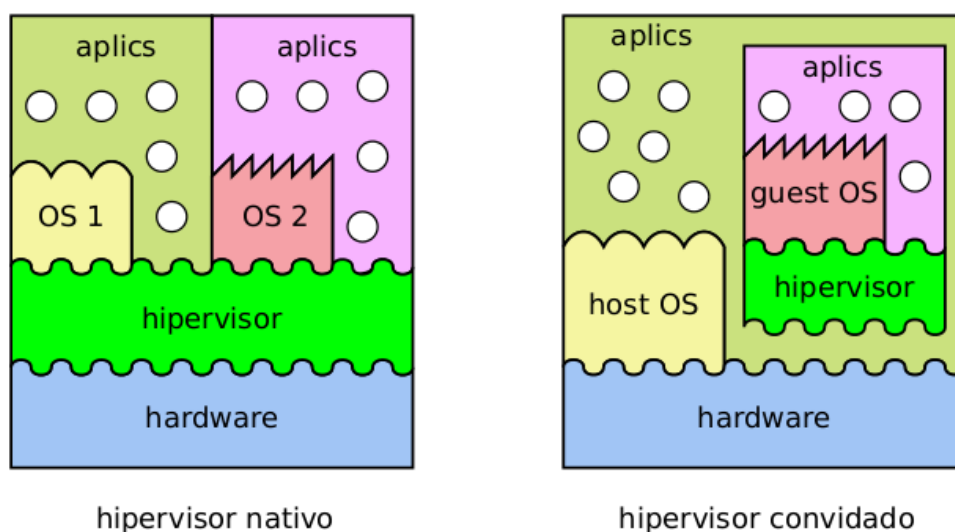 aplics
aplics
OS 1
OS 2
hipervisor
hardware
hipervisor nativo
aplics
aplics
guest OS
hipervisor
host OS
hardware
hipervisor convidado